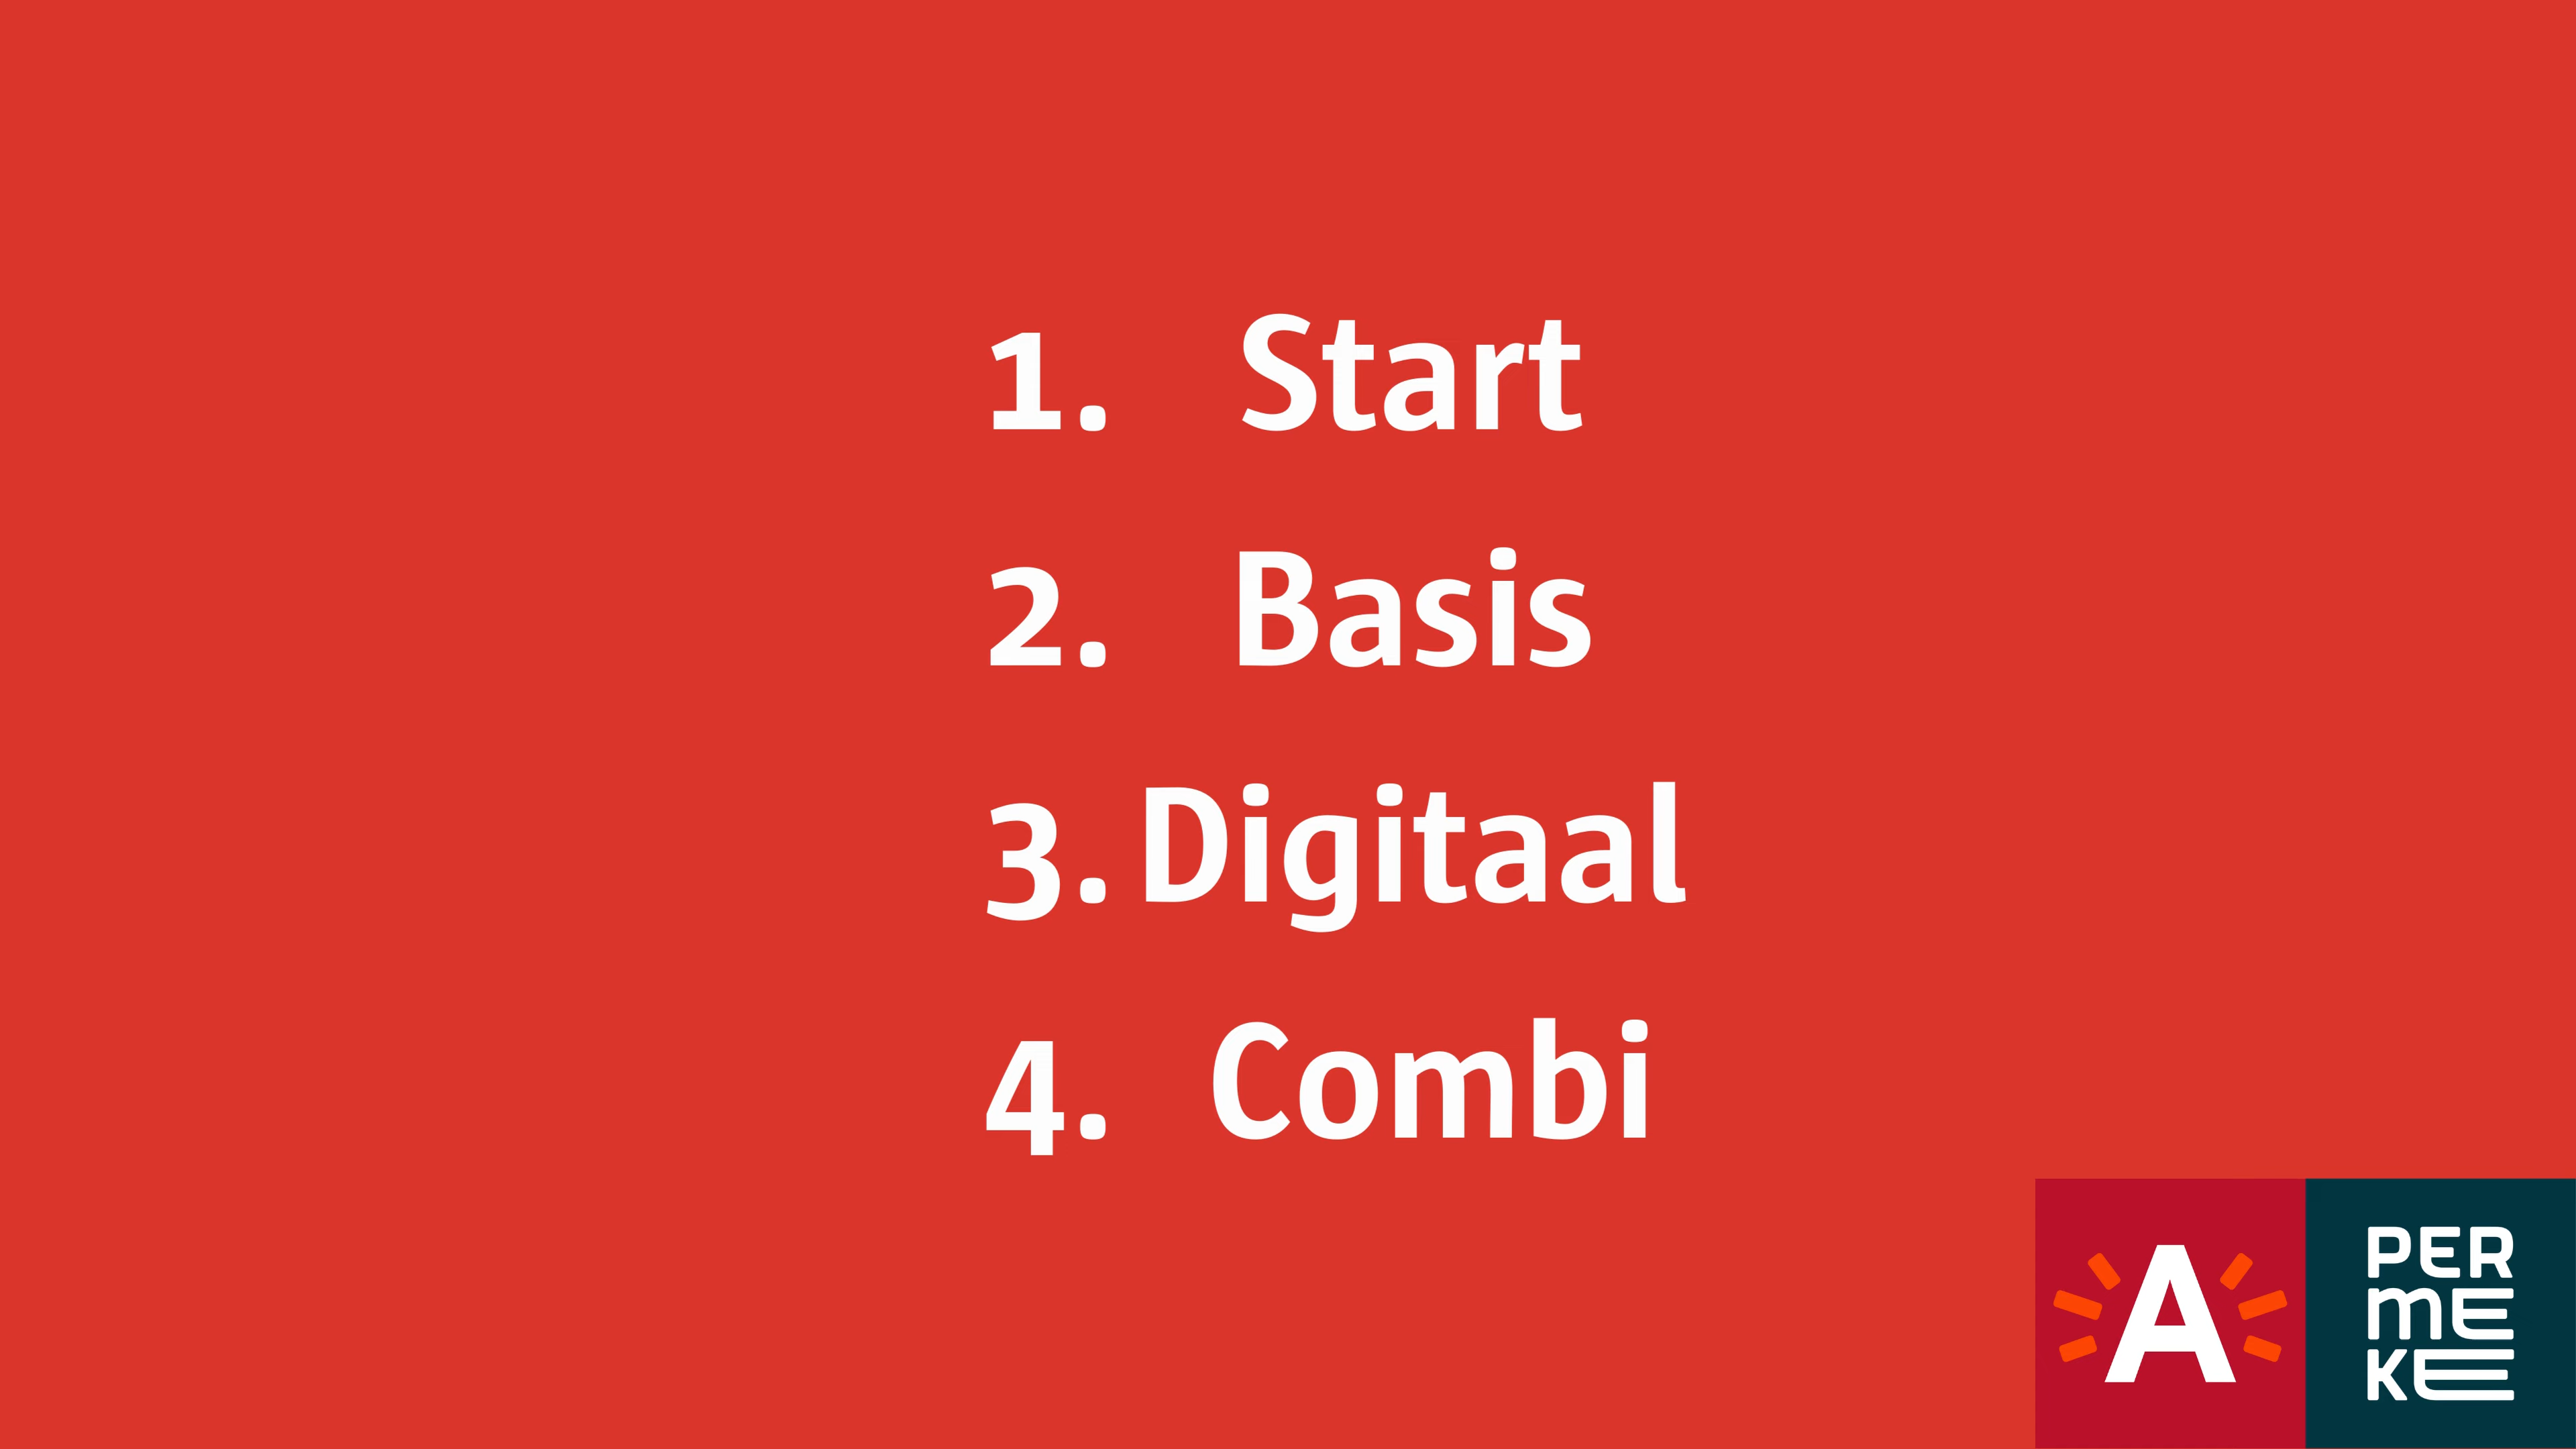 1. Start
2. Basis
3. Digitaal
4. Combi
A
PER
ME
KE